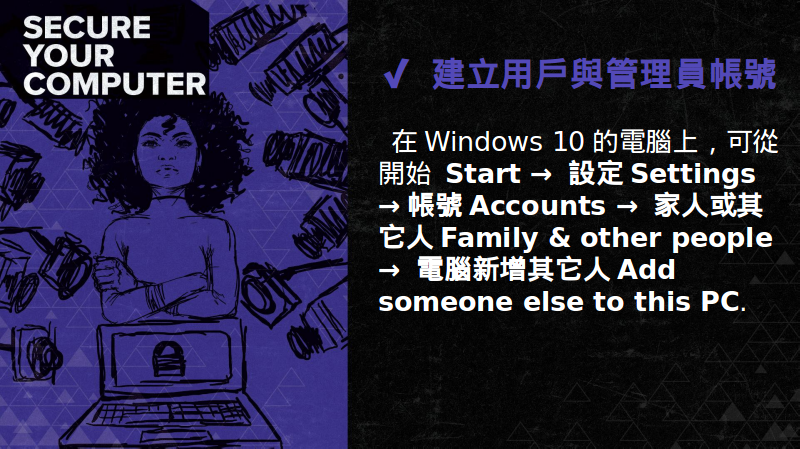 SECURE
YOUR
COMPUTER
✓ 建立用戶與管理員帳號
在 Windows 10 的電腦上，可從
開始 Start → 設定 Settings
→ 帳號 Accounts → 家人或其
它人 Family & other people
→ 電腦新增其它人 Add
someone else to this PC.